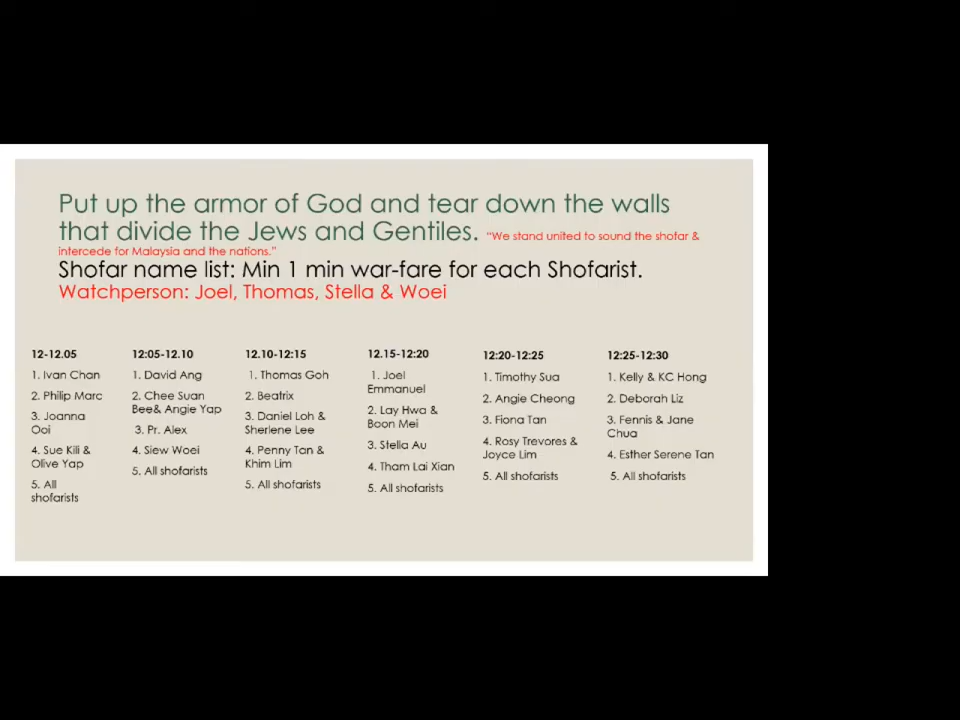 Put up the armor of God and tear down the walls
that divide the Jews and Gentiles. “We stand united to sound the shofar &
intercede for Malaysia and the nations.”
Shofar name list: Min 1 min war-fare for each Shofarist.
Watchperson: Joel, Thomas, Stella & Woei
12-12.05
1. Ivan Chan
2. Philip Marc
3. Joanna
Ooi
4. Sue Kili &
Olive Yap
5. All
shofarists
12:05-12.10
1. David Ang
2. Chee Suan
Bee& Angie Yap
3. Pr. Alex
4. Siew Woei
5. All shofarists
12.10-12:15
1. Thomas Goh
2. Beatrix
3. Daniel Loh &
Sherlene Lee
4. Penny Tan &
Khim Lim
5. All shofarists
12.15-12:20
1. Joel
Emmanuel
2. Lay Hwa &
Boon Mei
3. Stella Au
4. Tham Lai Xian
5. All shofarists
12:20-12:25
1. Timothy Sua
2. Angie Cheong
3. Fiona Tan
4. Rosy Trevores &
Joyce Lim
5. All shofarists
12:25-12:30
1. Kelly & KC Hong
2. Deborah Liz
3. Fennis & Jane
Chua
4. Esther Serene Tan
5. All shofarists